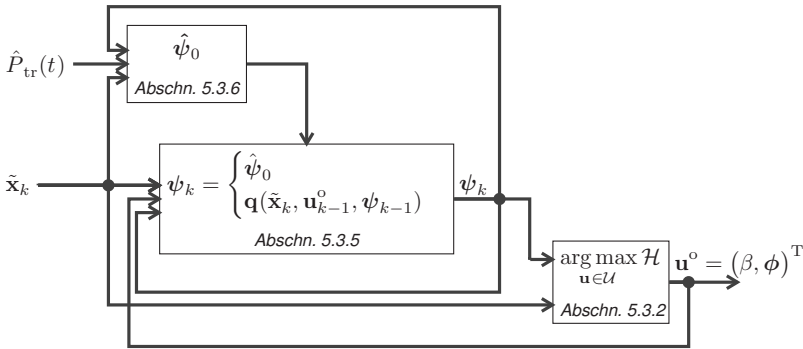 ψ̂₀
P̂_tr(t)
Abschn. 5.3.6
x̃ₖ
ψₖ = { ψ̂₀
q(x̃ₖ, uᵒₖ₋₁, ψₖ₋₁)
Abschn. 5.3.5
ψₖ
arg max ℋ
u∈𝒰
Abschn. 5.3.2
uᵒ = (β, ϕ)ᵀ